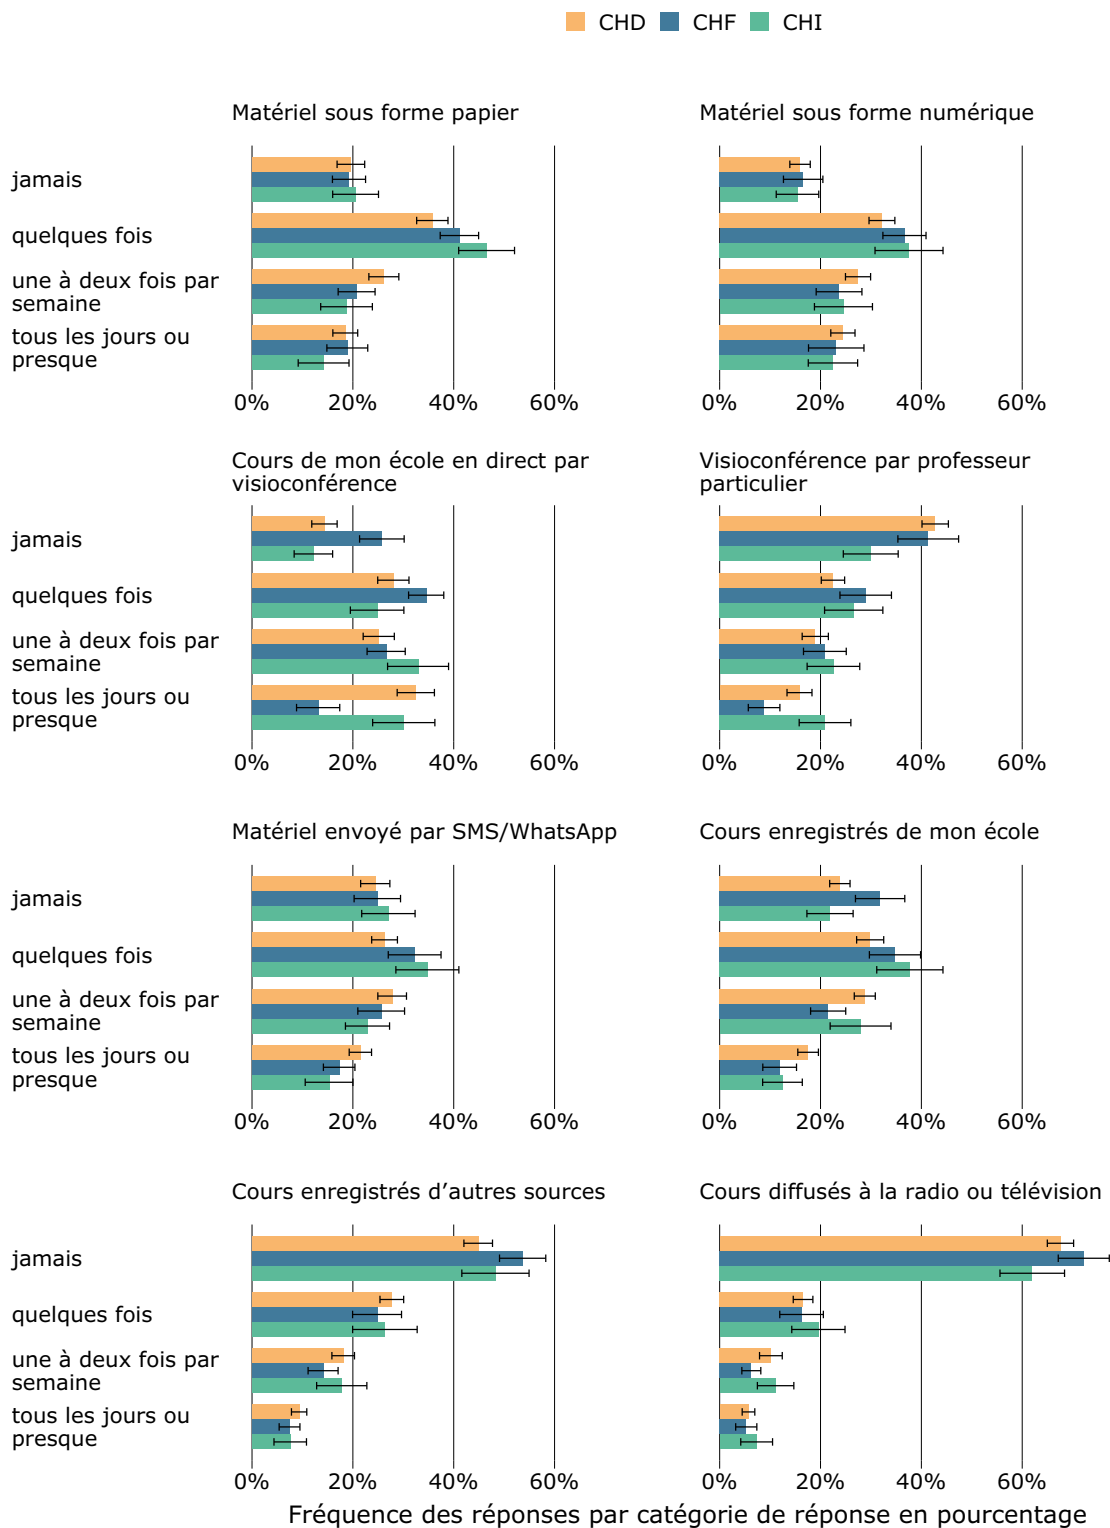 CHD CHF CHI
Matériel sous forme papier
Matériel sous forme numérique
jamais
quelques fois
une à deux fois par
semaine
tous les jours ou
presque
0% 20% 40% 60%
0% 20% 40% 60%
Cours de mon école en direct par
visioconférence
Visioconférence par professeur
particulier
jamais
quelques fois
une à deux fois par
semaine
tous les jours ou
presque
0% 20% 40% 60%
0% 20% 40% 60%
Matériel envoyé par SMS/WhatsApp
Cours enregistrés de mon école
jamais
quelques fois
une à deux fois par
semaine
tous les jours ou
presque
0% 20% 40% 60%
0% 20% 40% 60%
Cours enregistrés d’autres sources
Cours diffusés à la radio ou télévision
jamais
quelques fois
une à deux fois par
semaine
tous les jours ou
presque
0% 20% 40% 60%
0% 20% 40% 60%
Fréquence des réponses par catégorie de réponse en pourcentage